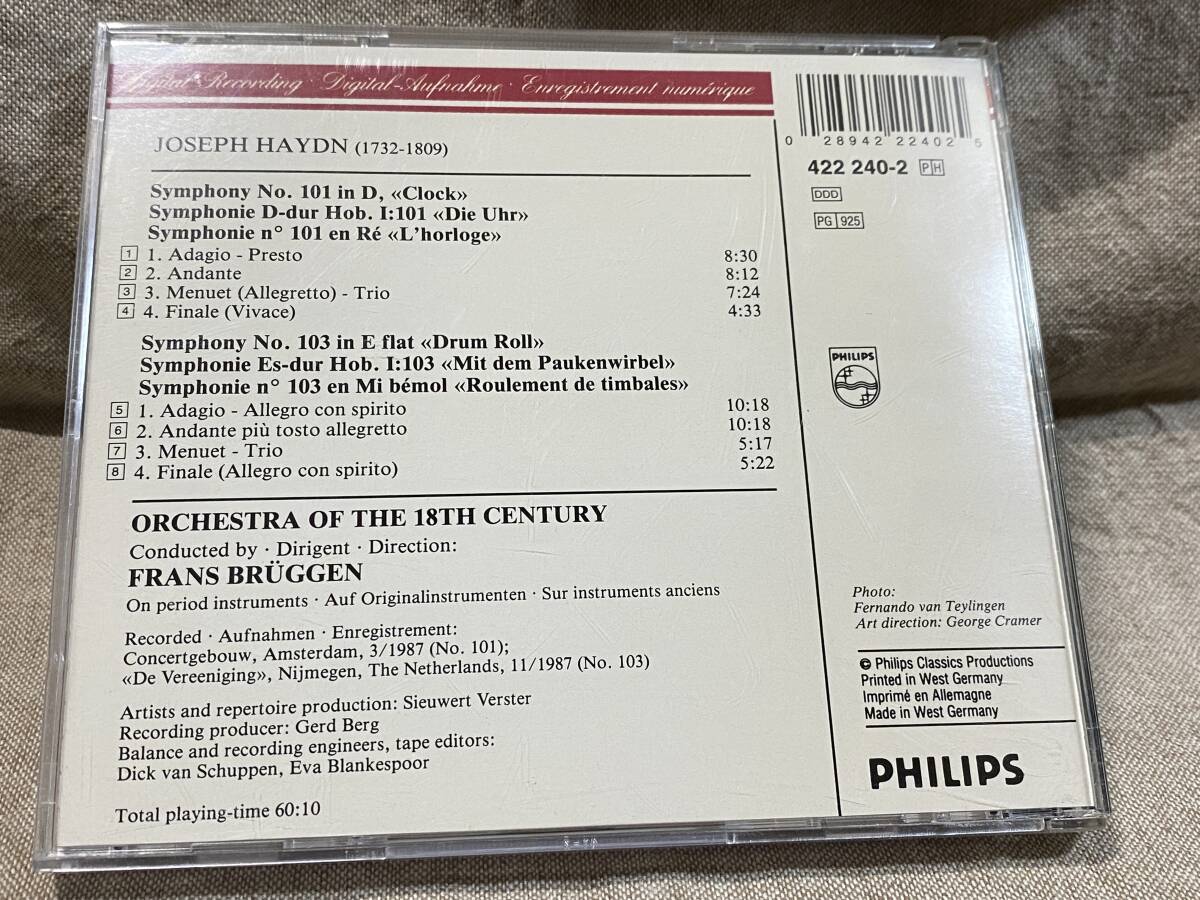 Digital Recording · Digital-Aufnahme · Enregistrement numérique
JOSEPH HAYDN (1732-1809)
Symphony No. 101 in D, «Clock»
Symphonie D-dur Hob. I:101 «Die Uhr»
Symphonie n° 101 en Ré «L'horloge»
1 1. Adagio - Presto 8:30
2 2. Andante 8:12
3 3. Menuet (Allegretto) - Trio 7:24
4 4. Finale (Vivace) 4:33
Symphony No. 103 in E flat «Drum Roll»
Symphonie Es-dur Hob. I:103 «Mit dem Paukenwirbel»
Symphonie n° 103 en Mi bémol «Roulement de timbales»
5 1. Adagio - Allegro con spirito 10:18
6 2. Andante più tosto allegretto 10:18
7 3. Menuet - Trio 5:17
8 4. Finale (Allegro con spirito) 5:22
ORCHESTRA OF THE 18TH CENTURY
Conducted by · Dirigent · Direction:
FRANS BRÜGGEN
On period instruments · Auf Originalinstrumenten · Sur instruments anciens
Recorded · Aufnahmen · Enregistrement:
Concertgebouw, Amsterdam, 3/1987 (No. 101);
«De Vereeniging», Nijmegen, The Netherlands, 11/1987 (No. 103)
Artists and repertoire production: Sieuwert Verster
Recording producer: Gerd Berg
Balance and recording engineers, tape editors:
Dick van Schuppen, Eva Blankespoor
Total playing-time 60:10
0 28942 22402 5
422 240-2 PH
DDD
PG 925
PHILIPS
Photo:
Fernando van Teylingen
Art direction: George Cramer
© Philips Classics Productions
Printed in West Germany
Imprimé en Allemagne
Made in West Germany
PHILIPS